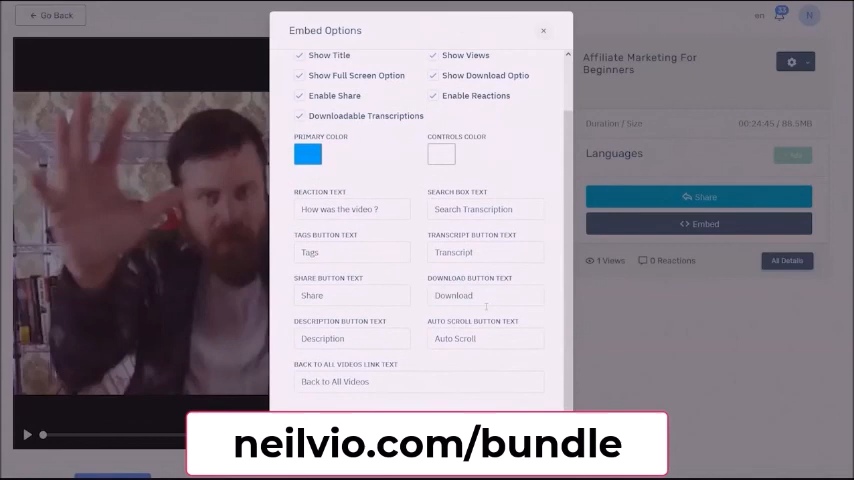 Go Back
Embed Options
en
23
N
Show Title
Show Views
Show Full Screen Option
Show Download Optio
Enable Share
Enable Reactions
Downloadable Transcriptions
PRIMARY COLOR
CONTROLS COLOR
REACTION TEXT
SEARCH BOX TEXT
How was the video ?
Search Transcription
TAGS BUTTON TEXT
TRANSCRIPT BUTTON TEXT
Tags
Transcript
SHARE BUTTON TEXT
DOWNLOAD BUTTON TEXT
Share
Download
DESCRIPTION BUTTON TEXT
AUTO SCROLL BUTTON TEXT
Description
Auto Scroll
BACK TO ALL VIDEOS LINK TEXT
Back to All Videos
Affiliate Marketing For
Beginners
Duration / Size
00:24:45 / 88.5MB
Languages
Share
<> Embed
1 Views
0 Reactions
All Details
neilvio.com/bundle